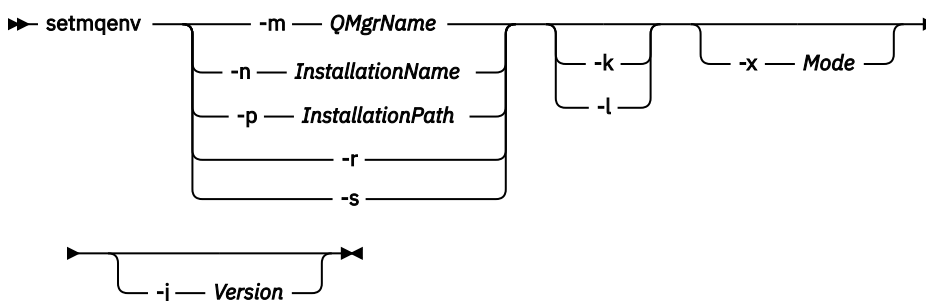 setmqenv -m QMgrName
-n InstallationName -k -x Mode
-p InstallationPath -l
-r
-s
-j Version